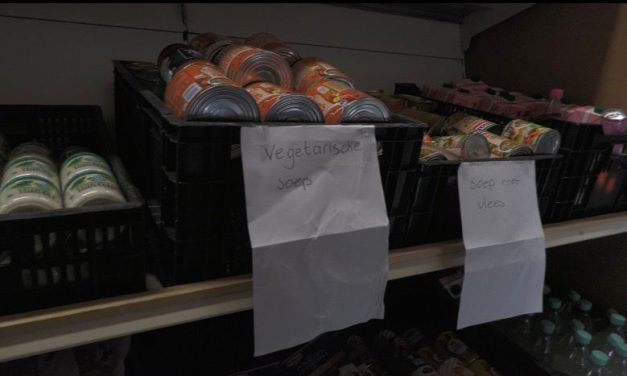 Vegetarische
soep
soep met
vlees